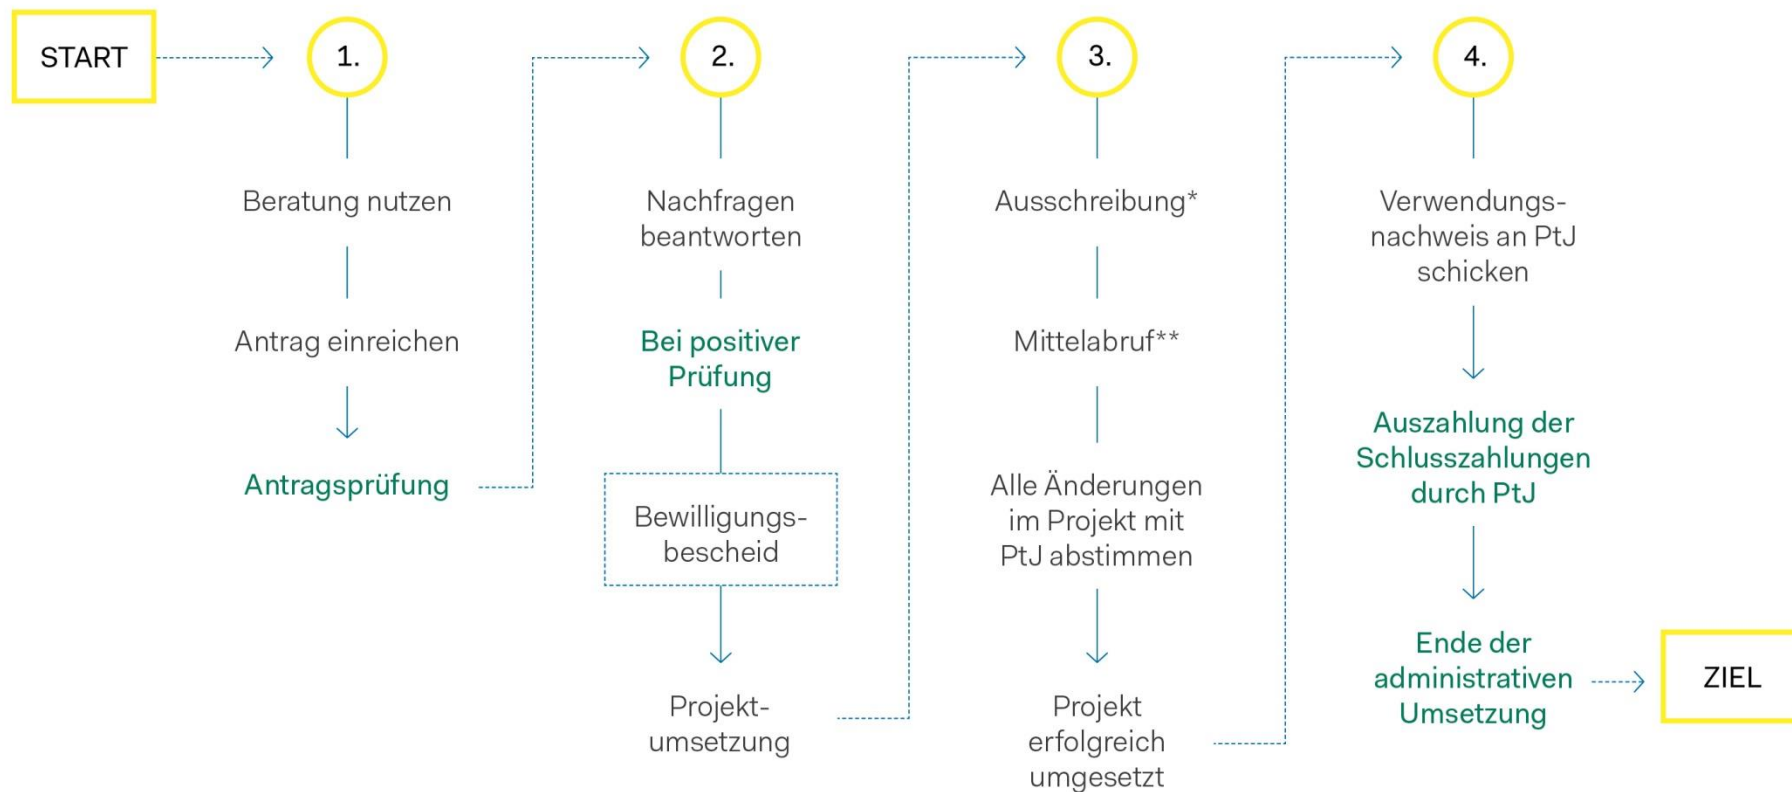 START
1.
Beratung nutzen
Antrag einreichen
Antragsprüfung
2.
Nachfragen
beantworten
Bei positiver
Prüfung
Bewilligungs-
bescheid
Projekt-
umsetzung
3.
Ausschreibung*
Mittelabruf**
Alle Änderungen
im Projekt mit
PtJ abstimmen
Projekt
erfolgreich
umgesetzt
4.
Verwendungs-
nachweis an PtJ
schicken
Auszahlung der
Schlusszahlungen
durch PtJ
Ende der
administrativen
Umsetzung
ZIEL